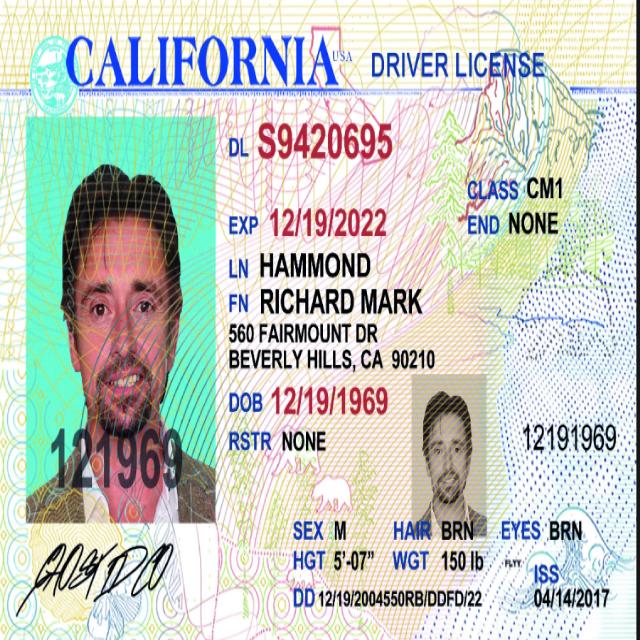 CALIFORNIA USA DRIVER LICENSE
DL S9420695
CLASS CM1
EXP 12/19/2022
END NONE
LN HAMMOND
FN RICHARD MARK
560 FAIRMOUNT DR
BEVERLY HILLS, CA 90210
DOB 12/19/1969
RSTR NONE
12191969
121969
SEX M HAIR BRN EYES BRN
HGT 5'-07" WGT 150 lb FLYY ISS
DD 12/19/2004550RB/DDFD/22 04/14/2017